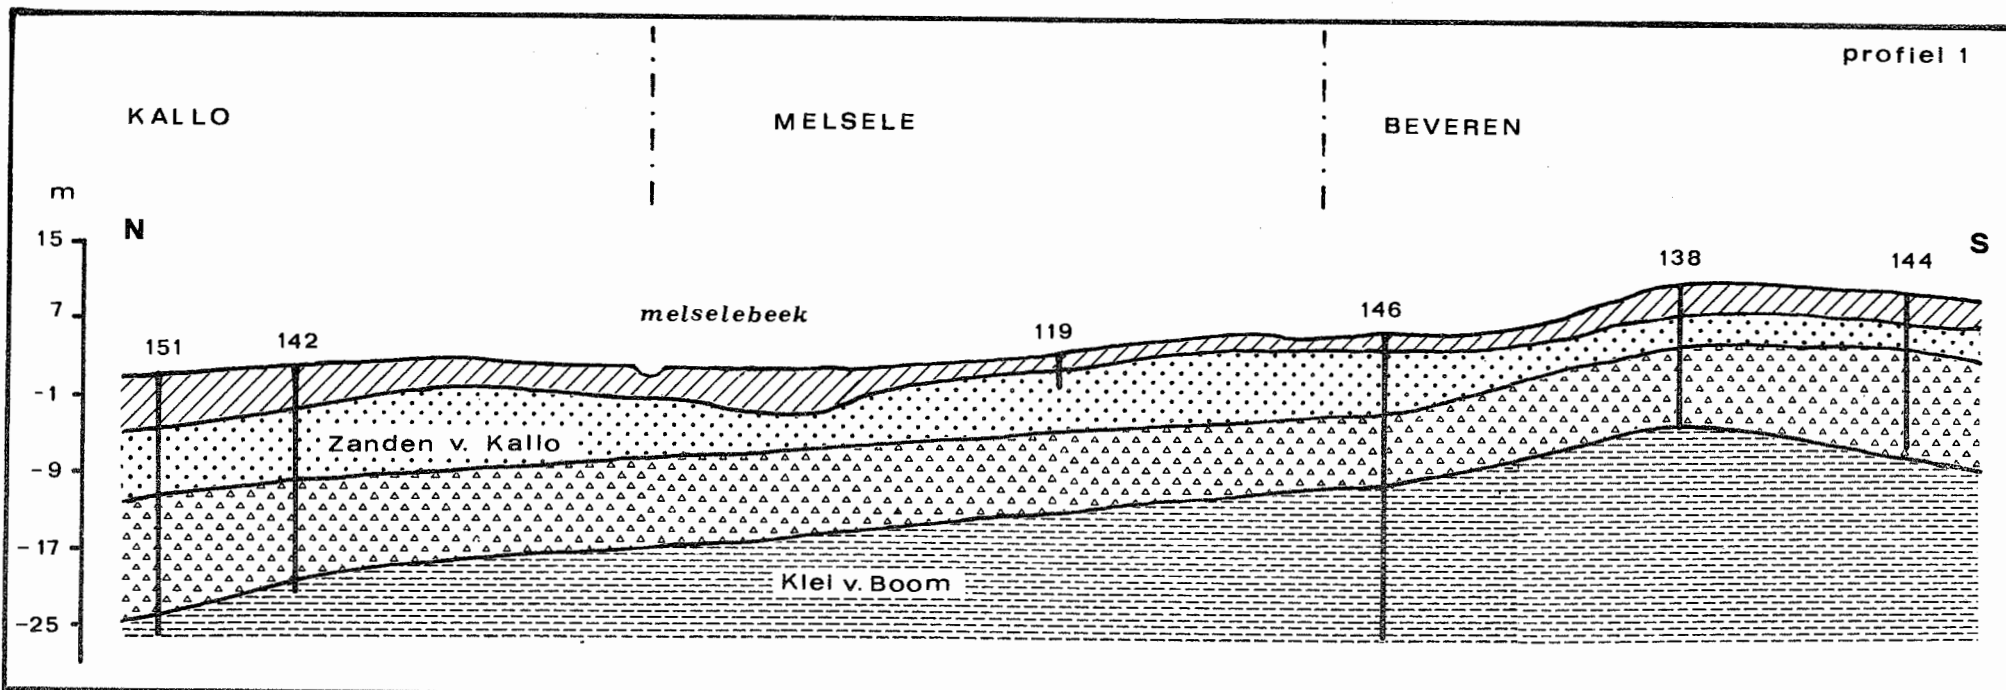 profiel 1
KALLO
MELSELE
BEVEREN
m
N
S
15
7
-1
-9
-17
-25
151
142
melselebeek
119
146
138
144
Zanden v. Kallo
Klei v. Boom